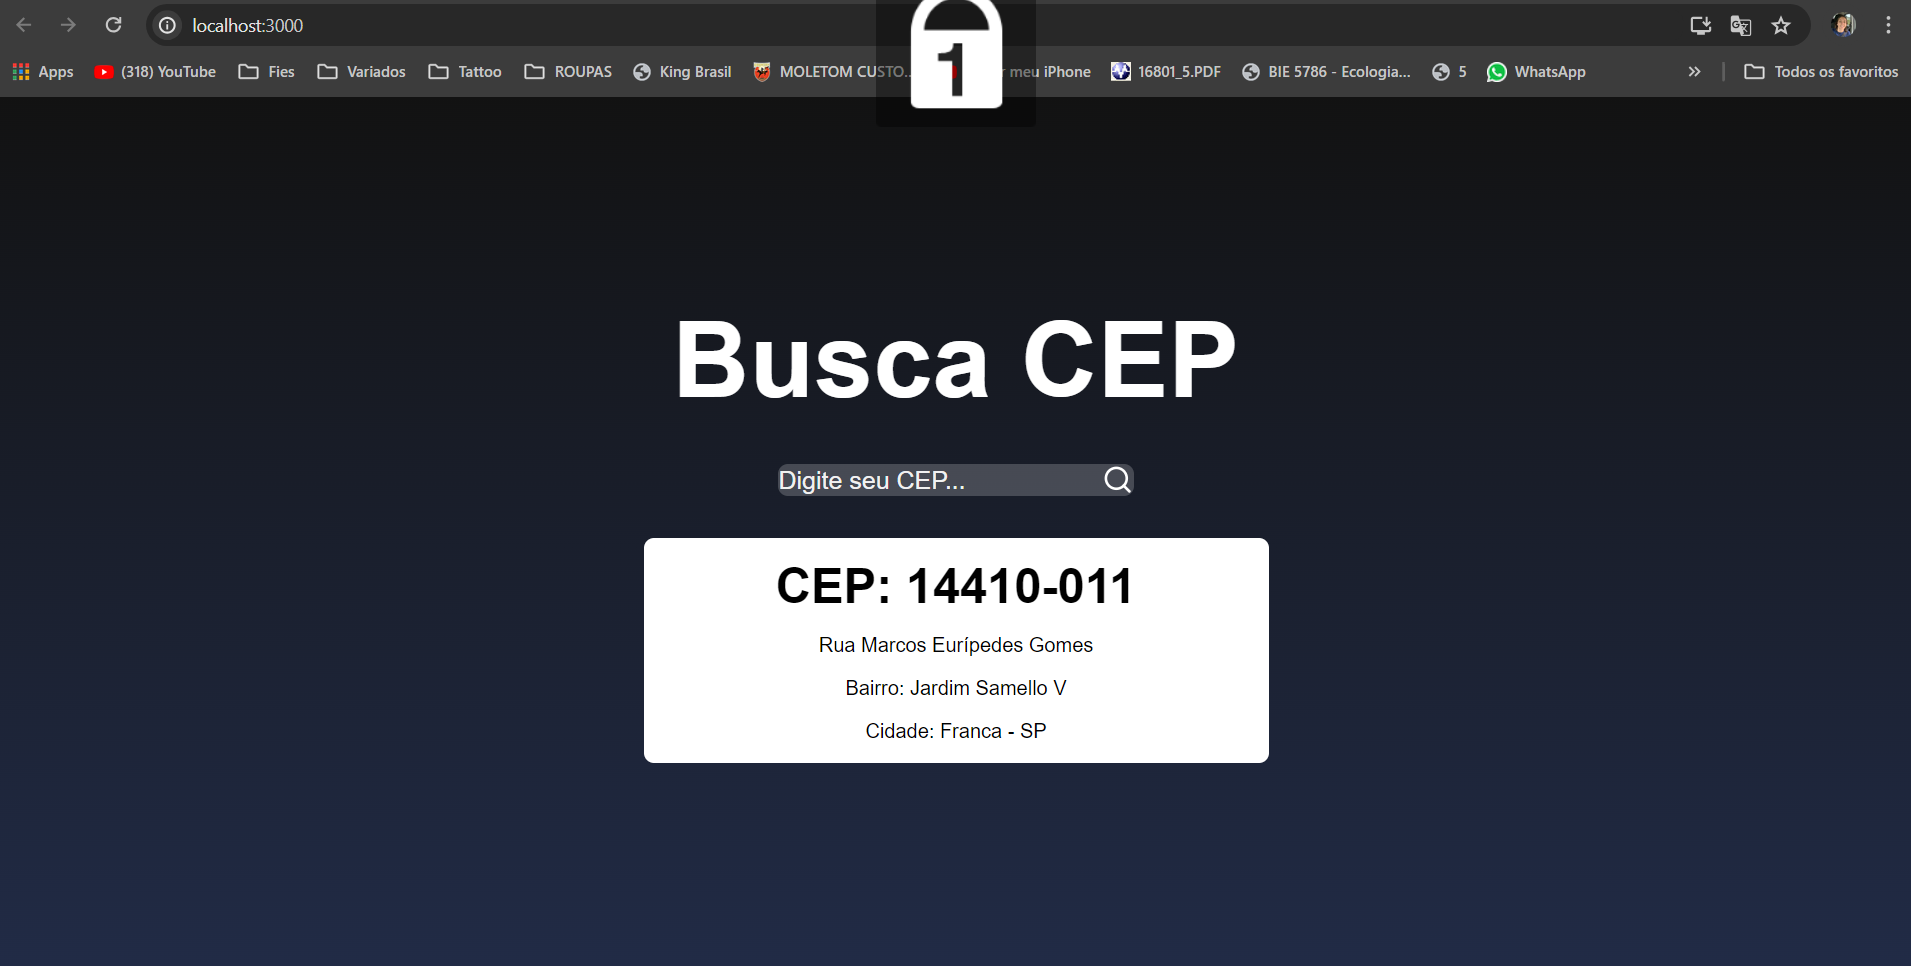 localhost:3000
Apps (318) YouTube Fies Variados Tattoo ROUPAS King Brasil MOLETOM CUSTO... r meu iPhone 16801_5.PDF BIE 5786 - Ecologia... 5 WhatsApp » Todos os favoritos
1
Busca CEP
Digite seu CEP...
CEP: 14410-011
Rua Marcos Eurípedes Gomes
Bairro: Jardim Samello V
Cidade: Franca - SP